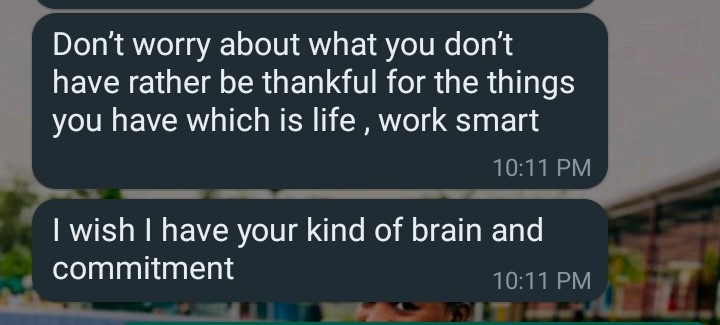 Don’t worry about what you don’t
have rather be thankful for the things
you have which is life , work smart
10:11 PM
I wish I have your kind of brain and
commitment
10:11 PM